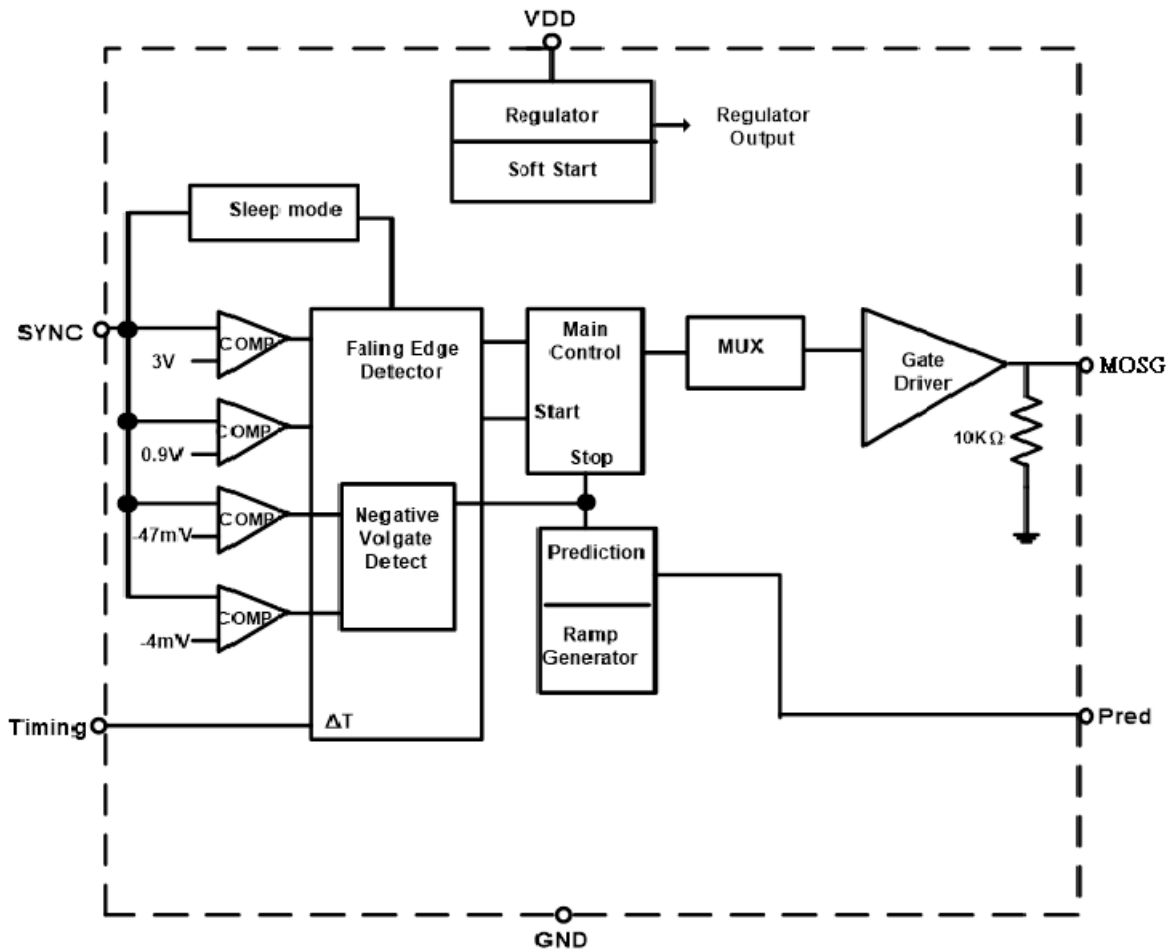 VDD
Regulator
Soft Start
Regulator
Output
Sleep mode
SYNC
COMP
3V
COMP
0.9V
COMP
-47mV
COMP
-4mV
Timing
Faling Edge
Detector
Negative
Volgate
Detect
ΔT
Main
Control
Start
Stop
Prediction
Ramp
Generator
MUX
Gate
Driver
MOSG
10KΩ
Pred
GND